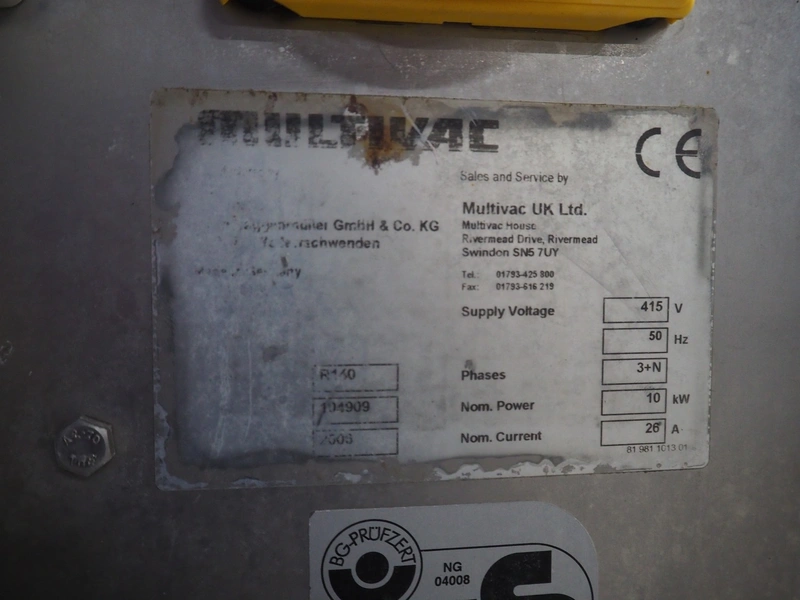 MULTIVAC
CE
GmbH & Co. KG
Sales and Service by
Multivac UK Ltd.
Multivac House
Rivermead Drive, Rivermead
Swindon SN5 7UY
Tel.: 01793-425 800
Fax: 01793-616 219
Supply Voltage 415 V
50 Hz
Phases 3+N
Nom. Power 10 kW
Nom. Current 26 A
81 981 1013 01
104909
A2-70
BG-PRÜFZERT
NG
04008